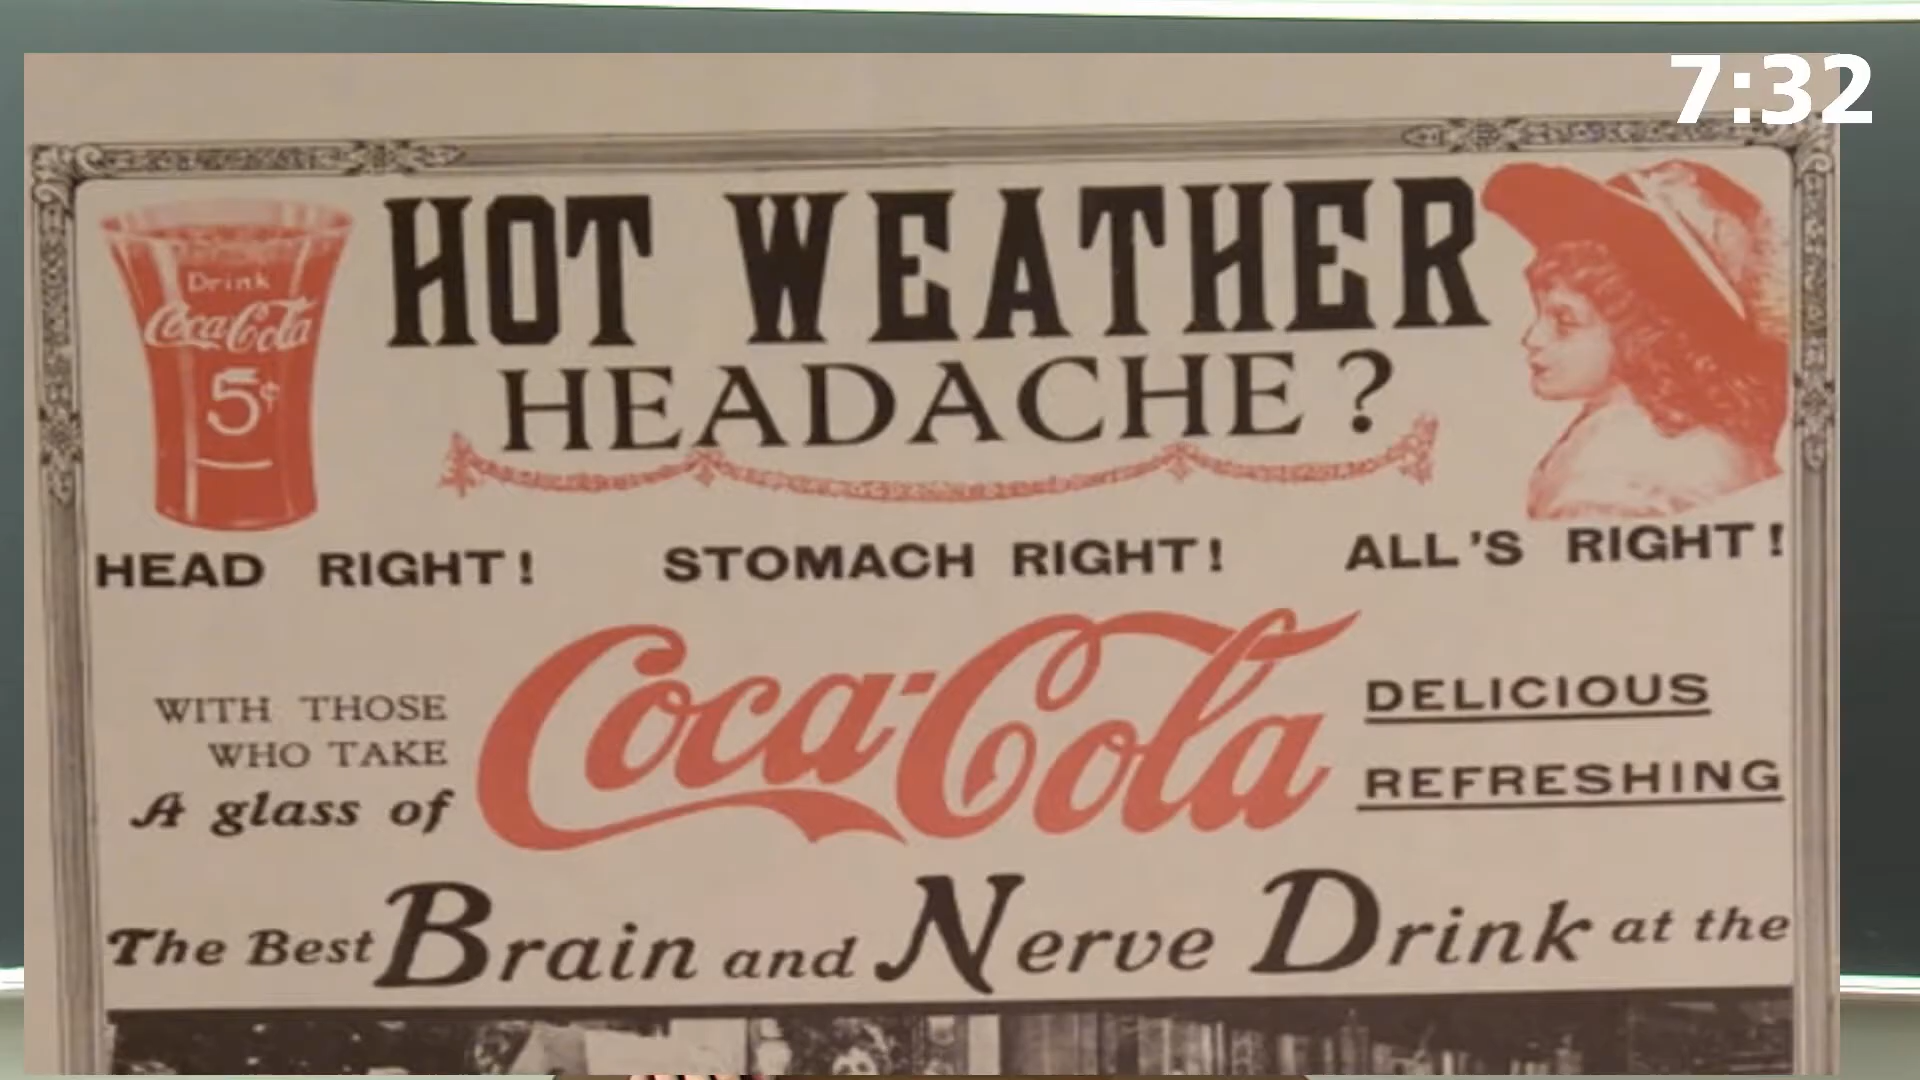 7:32
HOT WEATHER
HEADACHE?
Drink
Coca-Cola
5¢
HEAD RIGHT! STOMACH RIGHT! ALL'S RIGHT!
WITH THOSE
WHO TAKE
A glass of
Coca-Cola
DELICIOUS
REFRESHING
The Best Brain and Nerve Drink at the